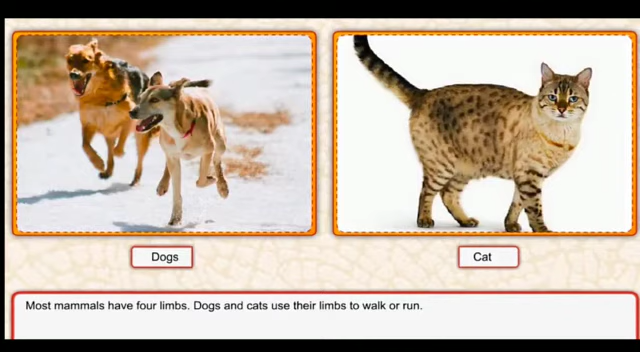 Dogs
Cat
Most mammals have four limbs. Dogs and cats use their limbs to walk or run.